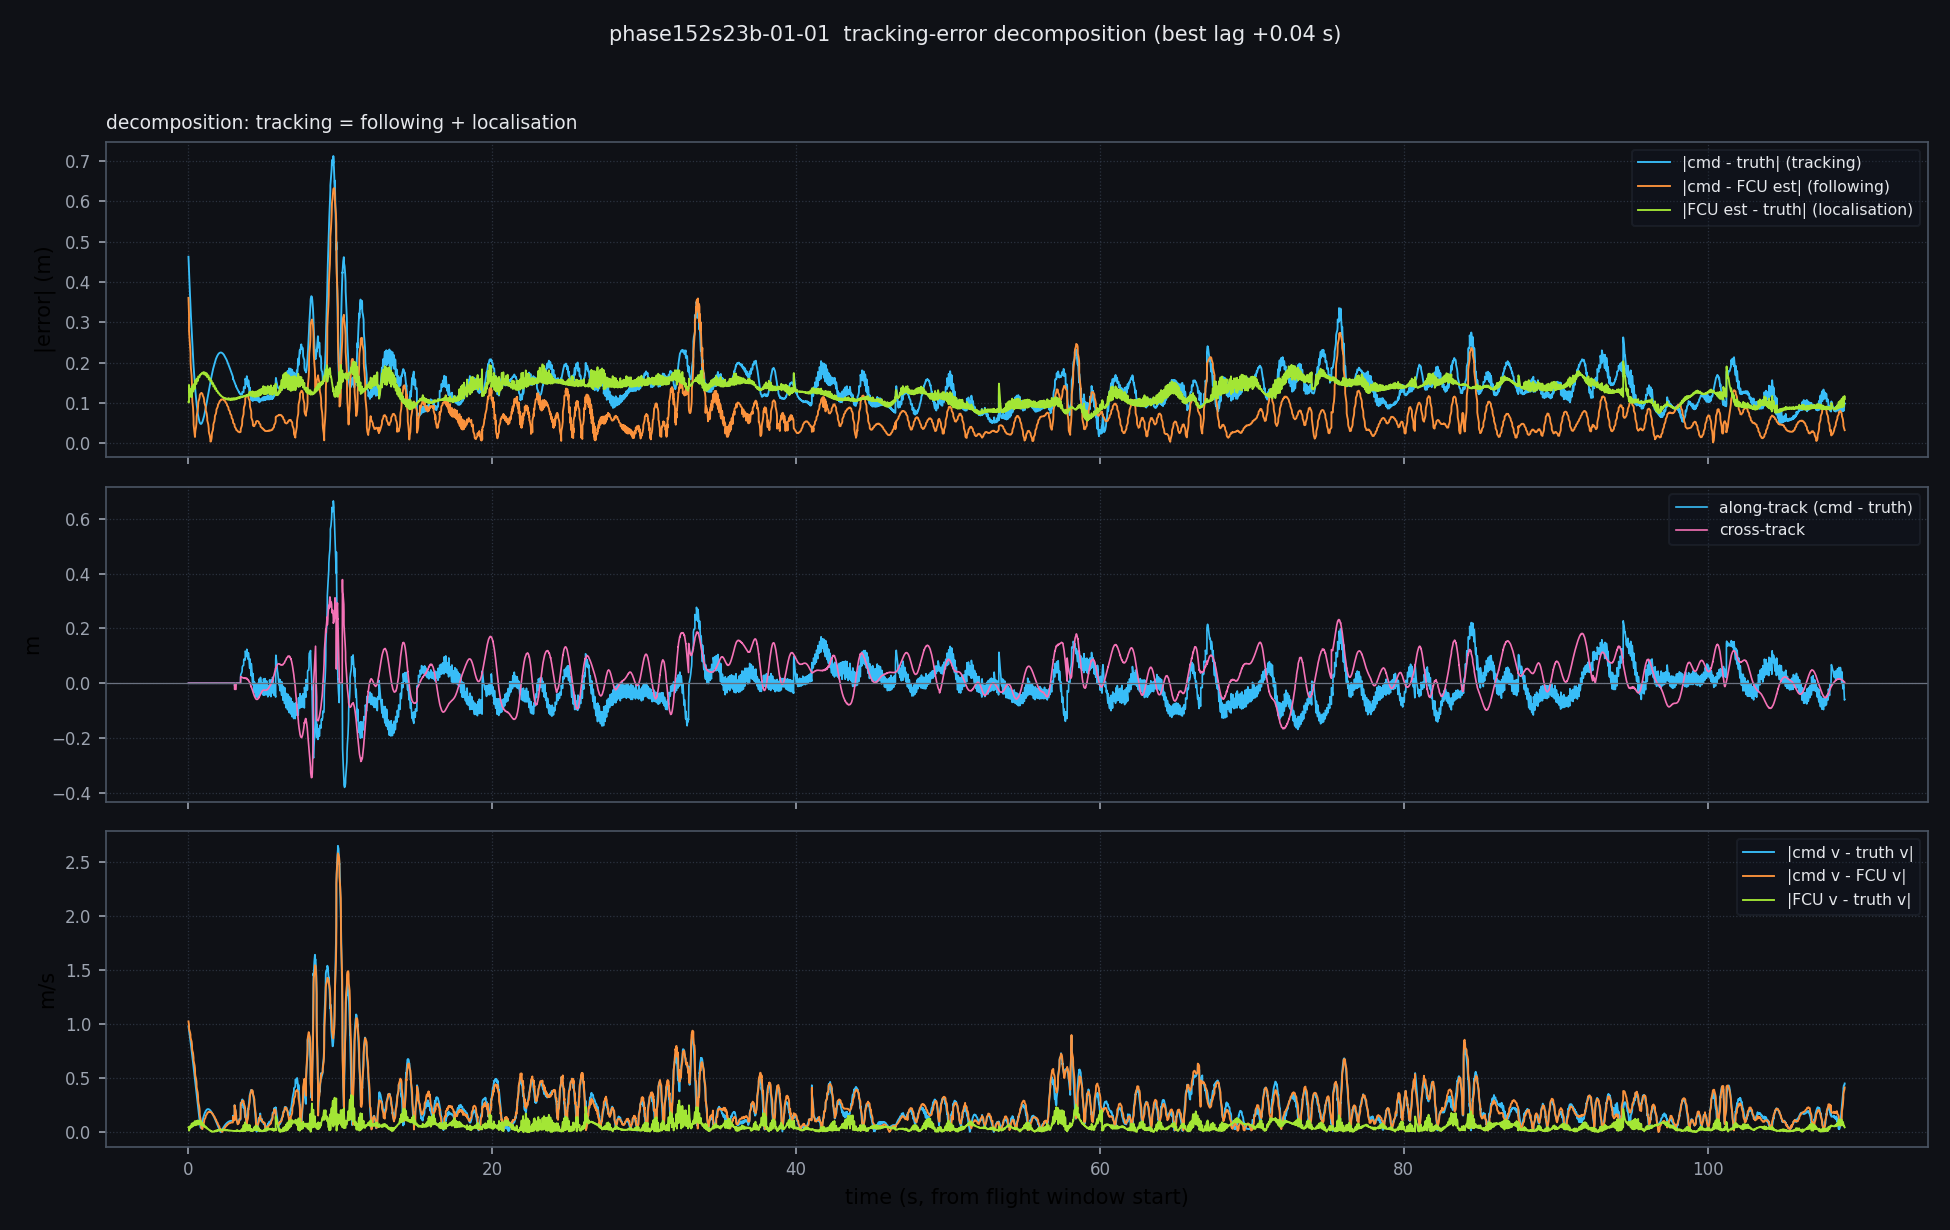 phase152s23b-01-01  tracking-error decomposition (best lag +0.04 s)
decomposition: tracking = following + localisation
|error| (m)
0.7
0.6
0.5
0.4
0.3
0.2
0.1
0.0
|cmd - truth| (tracking)
|cmd - FCU est| (following)
|FCU est - truth| (localisation)
m
0.6
0.4
0.2
0.0
−0.2
−0.4
along-track (cmd - truth)
cross-track
m/s
2.5
2.0
1.5
1.0
0.5
0.0
|cmd v - truth v|
|cmd v - FCU v|
|FCU v - truth v|
0 20 40 60 80 100
time (s, from flight window start)